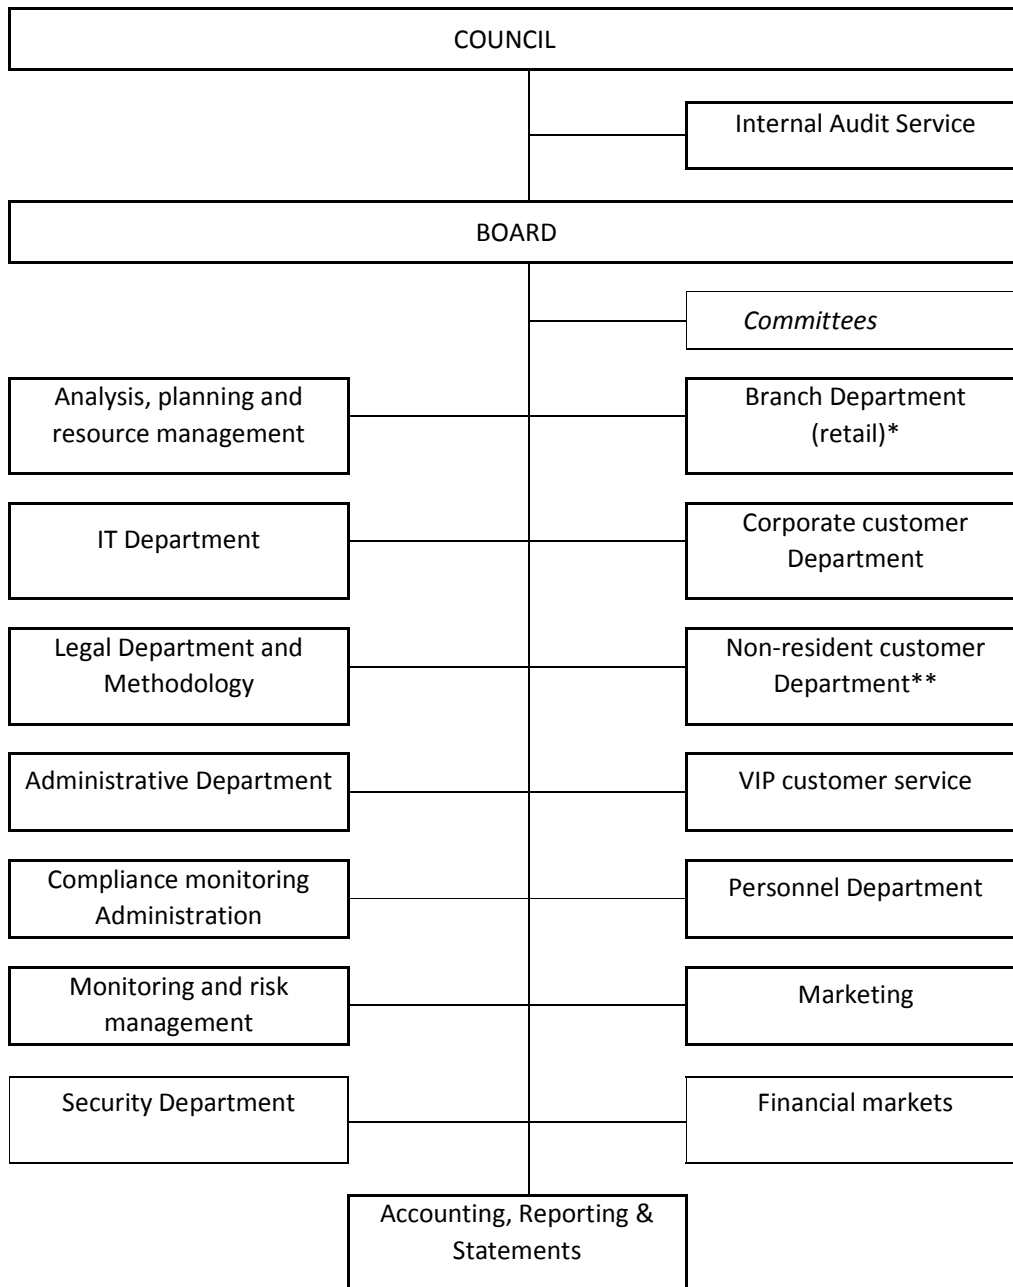 COUNCIL
Internal Audit Service
BOARD
Committees
Analysis, planning and
resource management
Branch Department
(retail)*
IT Department
Corporate customer
Department
Legal Department and
Methodology
Non-resident customer
Department**
Administrative Department
VIP customer service
Compliance monitoring
Administration
Personnel Department
Monitoring and risk
management
Marketing
Security Department
Financial markets
Accounting, Reporting &
Statements